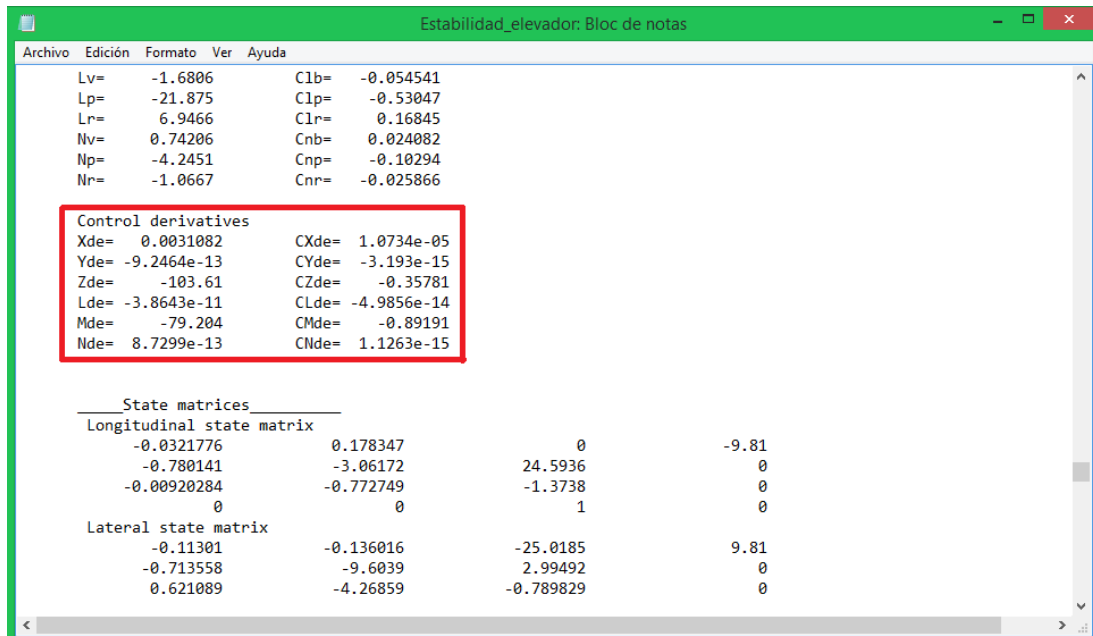 Estabilidad_elevador: Bloc de notas
Archivo Edición Formato Ver Ayuda
Lv= -1.6806 Clb= -0.054541
Lp= -21.875 Clp= -0.53047
Lr= 6.9466 Clr= 0.16845
Nv= 0.74206 Cnb= 0.024082
Np= -4.2451 Cnp= -0.10294
Nr= -1.0667 Cnr= -0.025866
Control derivatives
Xde= 0.0031082 CXde= 1.0734e-05
Yde= -9.2464e-13 CYde= -3.193e-15
Zde= -103.61 CZde= -0.35781
Lde= -3.8643e-11 CLde= -4.9856e-14
Mde= -79.204 CMde= -0.89191
Nde= 8.7299e-13 CNde= 1.1263e-15
_____State matrices__________
Longitudinal state matrix
-0.0321776 0.178347 0 -9.81
-0.780141 -3.06172 24.5936 0
-0.00920284 -0.772749 -1.3738 0
0 0 1 0
Lateral state matrix
-0.11301 -0.136016 -25.0185 9.81
-0.713558 -9.6039 2.99492 0
0.621089 -4.26859 -0.789829 0